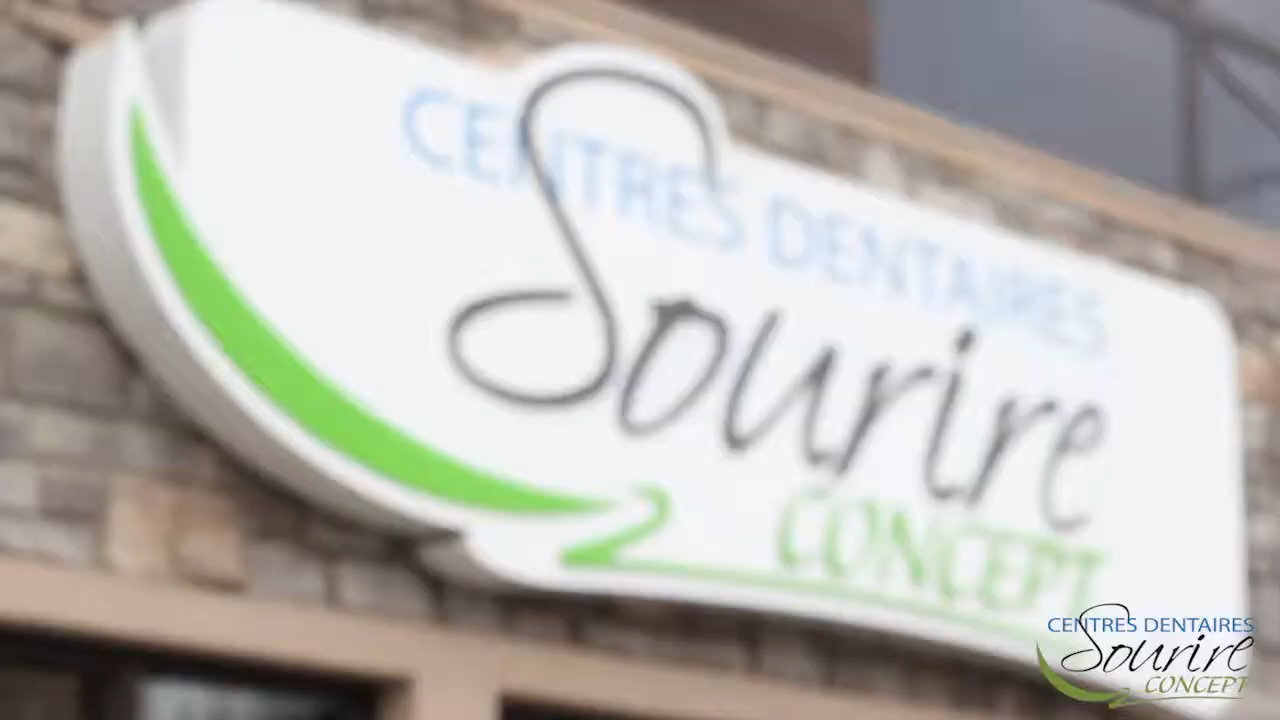 CENTRES DENTAIRES
Sourire
CONCEPT
CENTRES DENTAIRES
Sourire
CONCEPT